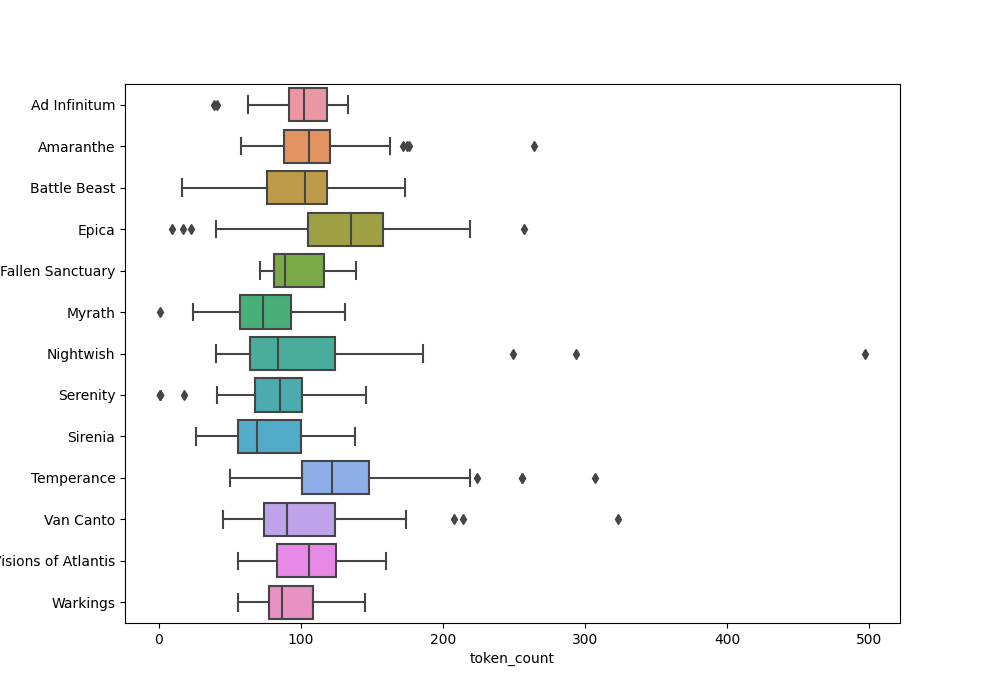 Ad Infinitum
Amaranthe
Battle Beast
Epica
Fallen Sanctuary
Myrath
Nightwish
Serenity
Sirenia
Temperance
Van Canto
isions of Atlantis
Warkings
0 100 200 300 400 500
token_count